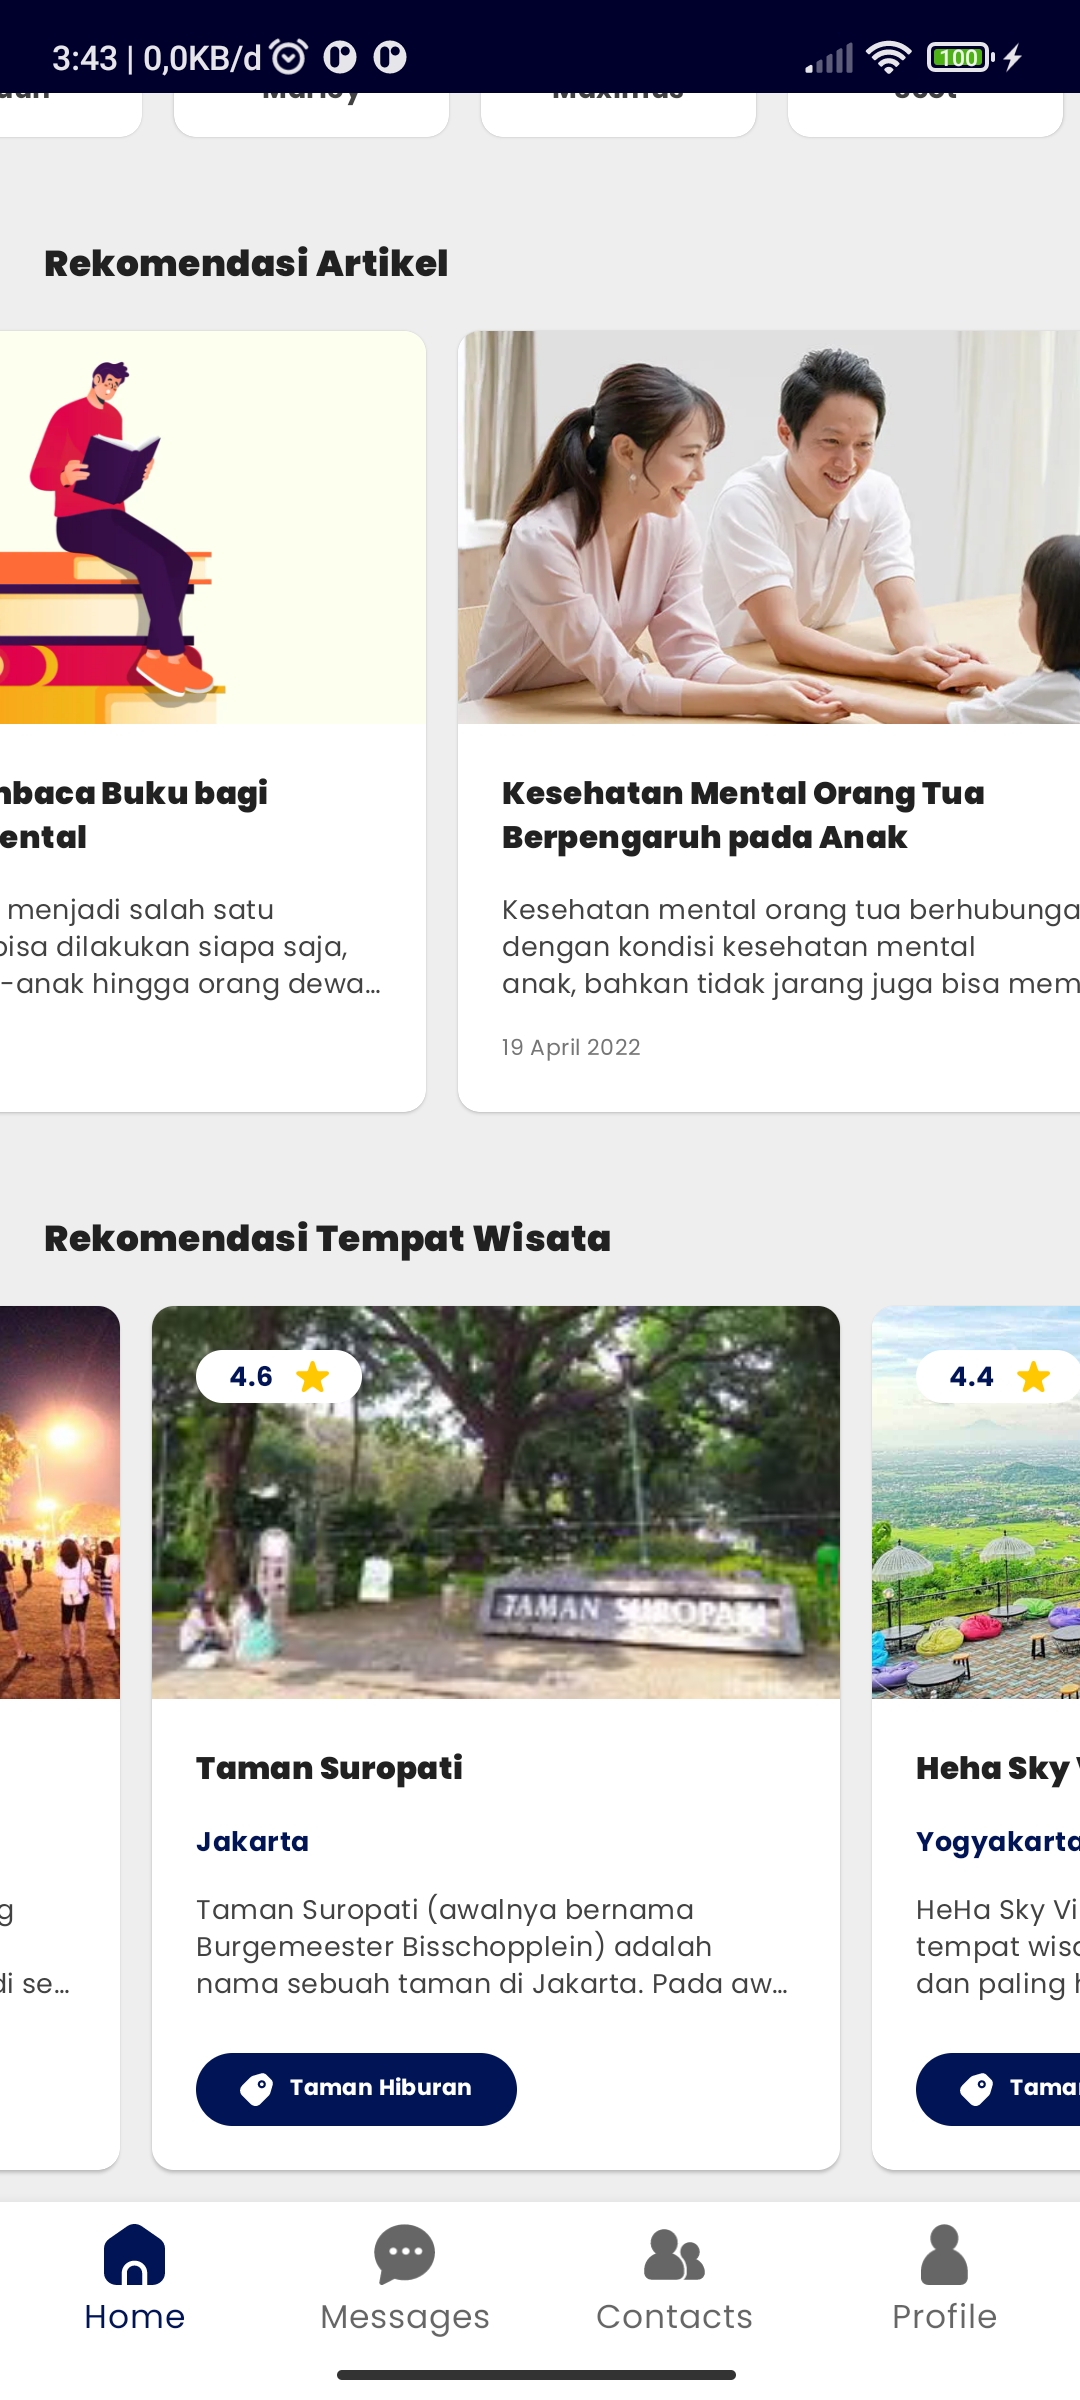 3:43 | 0,0KB/d
100
Rekomendasi Artikel
Buku bagi
menjadi salah satu
bisa dilakukan siapa saja,
-anak hingga orang dewa...
Kesehatan Mental Orang Tua
Berpengaruh pada Anak
Kesehatan mental orang tua berhubunga
dengan kondisi kesehatan mental
anak, bahkan tidak jarang juga bisa mem
19 April 2022
Rekomendasi Tempat Wisata
di se...
4.6
TAMAN SUROPATI
Taman Suropati
Jakarta
Taman Suropati (awalnya bernama
Burgemeester Bisschopplein) adalah
nama sebuah taman di Jakarta. Pada aw...
Taman Hiburan
4.4
Heha Sky
Yogyakarta
HeHa Sky Vi
tempat wisa
dan paling
Taman
Home
Messages
Contacts
Profile